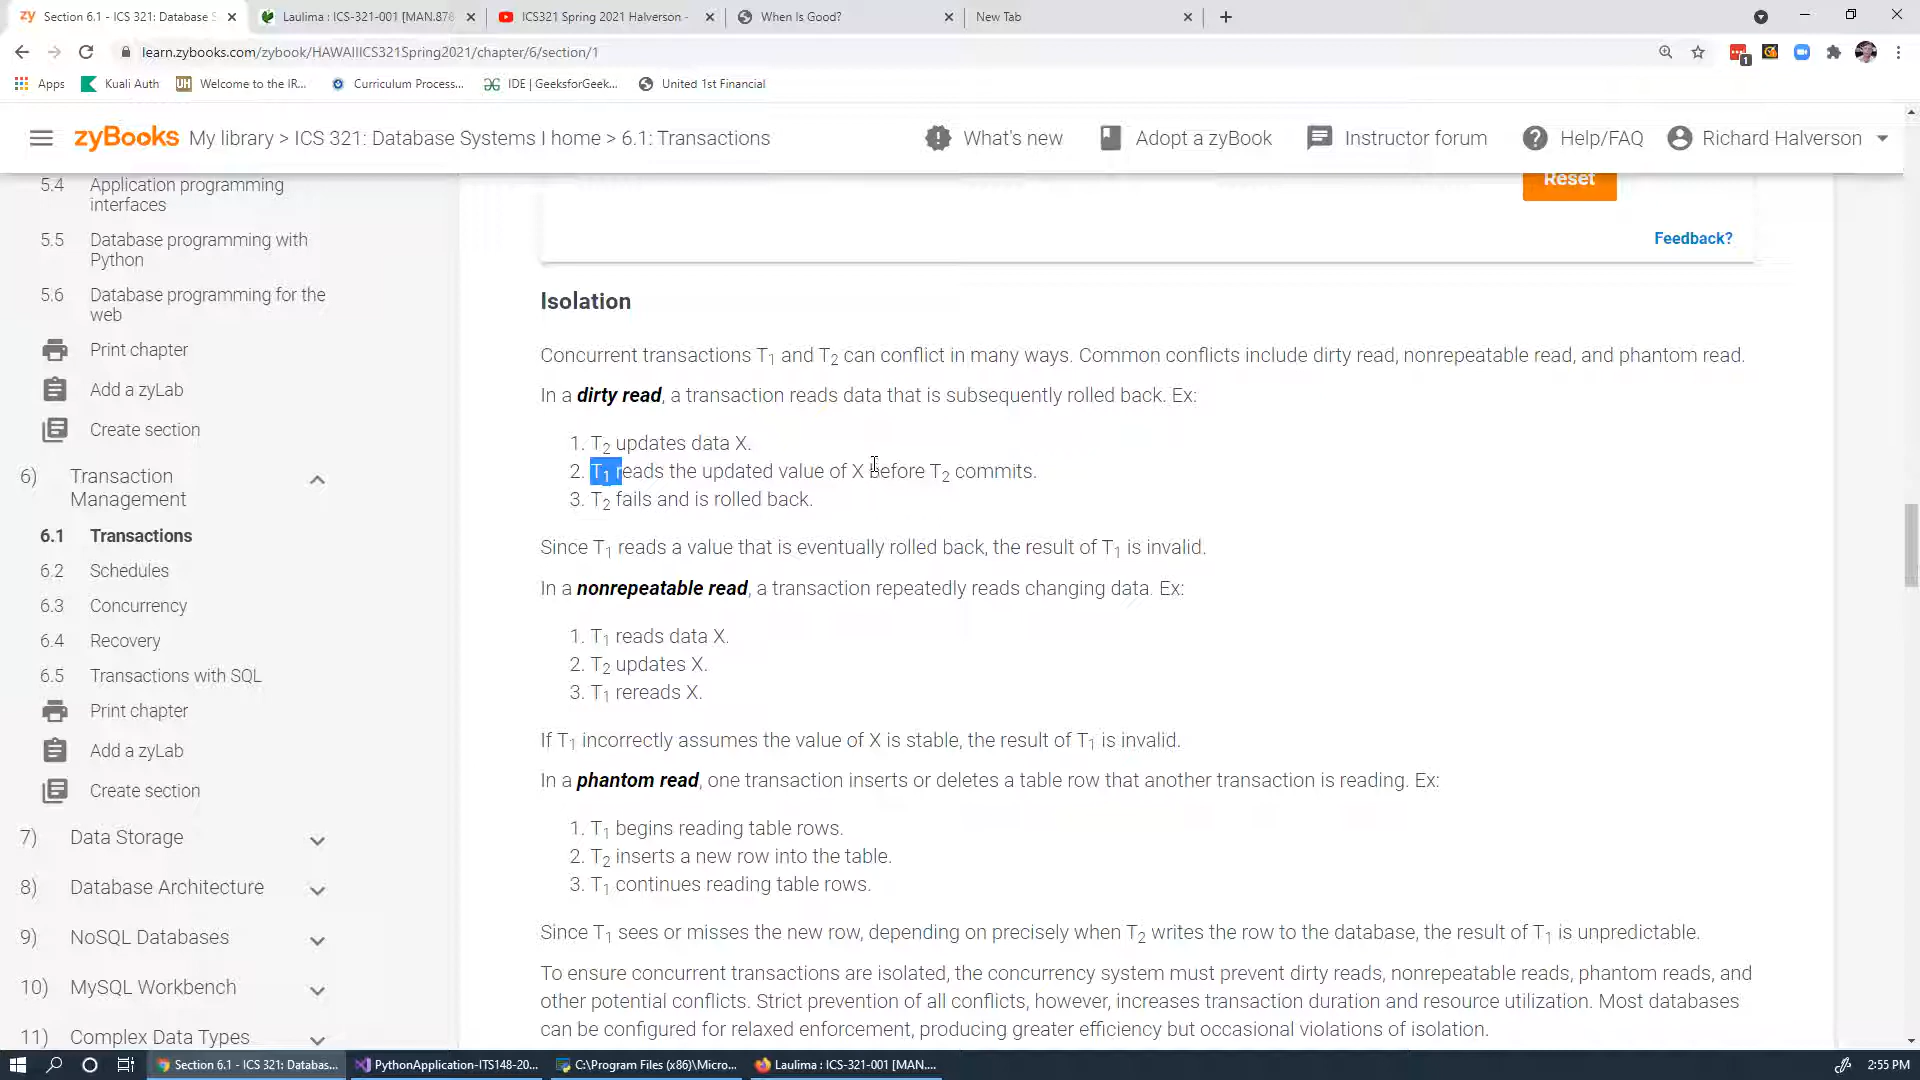 Section 6.1 - ICS 321: Database S
Laulima : ICS-321-001 [MAN.876
ICS321 Spring 2021 Halverson -
When Is Good?
New Tab
learn.zybooks.com/zybook/HAWAIIICS321Spring2021/chapter/6/section/1
1
Apps
Kuali Auth
UH
Welcome to the IR...
Curriculum Process...
IDE | GeeksforGeek...
United 1st Financial
zyBooks
My library > ICS 321: Database Systems I home > 6.1: Transactions
What's new
Adopt a zyBook
Instructor forum
Help/FAQ
Richard Halverson
5.4 Application programming
interfaces
5.5 Database programming with
Python
5.6 Database programming for the
web
Print chapter
Add a zyLab
Create section
6) Transaction
Management
6.1 Transactions
6.2 Schedules
6.3 Concurrency
6.4 Recovery
6.5 Transactions with SQL
Print chapter
Add a zyLab
Create section
7) Data Storage
8) Database Architecture
9) NoSQL Databases
10) MySQL Workbench
11) Complex Data Types
Reset
Feedback?
Isolation
Concurrent transactions T1 and T2 can conflict in many ways. Common conflicts include dirty read, nonrepeatable read, and phantom read.
In a dirty read, a transaction reads data that is subsequently rolled back. Ex:
1. T2 updates data X.
2. T1 reads the updated value of X before T2 commits.
3. T2 fails and is rolled back.
Since T1 reads a value that is eventually rolled back, the result of T1 is invalid.
In a nonrepeatable read, a transaction repeatedly reads changing data. Ex:
1. T1 reads data X.
2. T2 updates X.
3. T1 rereads X.
If T1 incorrectly assumes the value of X is stable, the result of T1 is invalid.
In a phantom read, one transaction inserts or deletes a table row that another transaction is reading. Ex:
1. T1 begins reading table rows.
2. T2 inserts a new row into the table.
3. T1 continues reading table rows.
Since T1 sees or misses the new row, depending on precisely when T2 writes the row to the database, the result of T1 is unpredictable.
To ensure concurrent transactions are isolated, the concurrency system must prevent dirty reads, nonrepeatable reads, phantom reads, and
other potential conflicts. Strict prevention of all conflicts, however, increases transaction duration and resource utilization. Most databases
can be configured for relaxed enforcement, producing greater efficiency but occasional violations of isolation.
Section 6.1 - ICS 321: Databas...
PythonApplication-ITS148-20...
C:\Program Files (x86)\Micro...
Laulima : ICS-321-001 [MAN....
2:55 PM